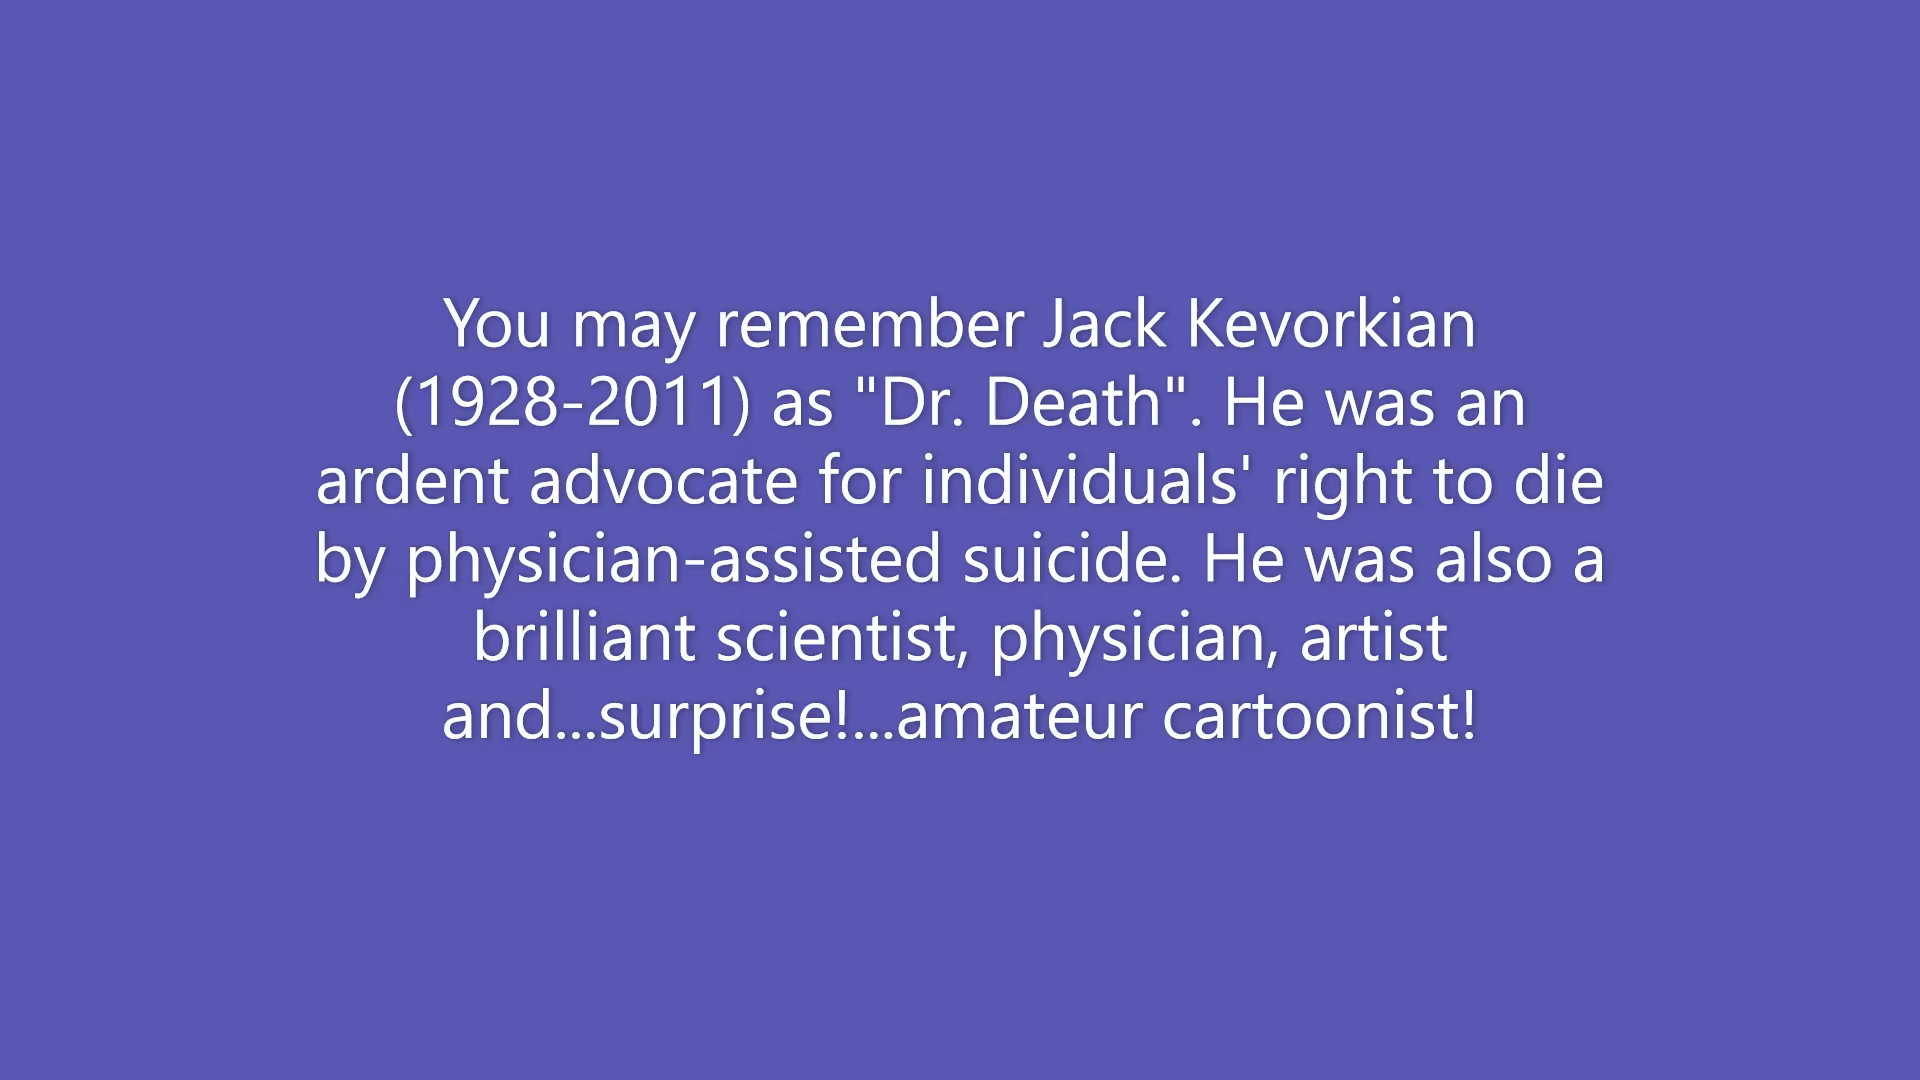 You may remember Jack Kevorkian
(1928-2011) as "Dr. Death". He was an
ardent advocate for individuals' right to die
by physician-assisted suicide. He was also a
brilliant scientist, physician, artist
and...surprise!...amateur cartoonist!